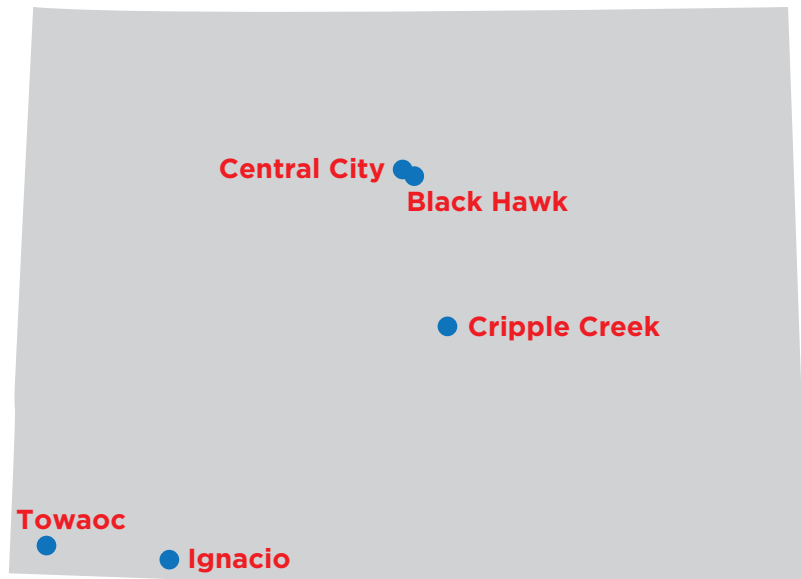 Central City
Black Hawk
Cripple Creek
Towaoc
Ignacio